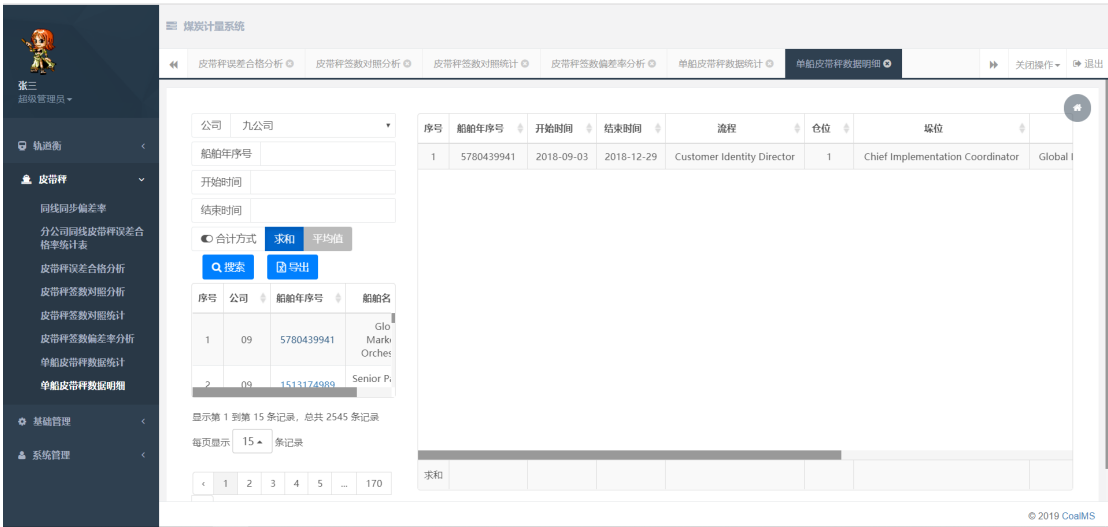 煤炭计量系统
皮带秤误差合格分析 皮带秤签数对照分析 皮带秤签数对照统计 皮带秤签数偏差率分析 单船皮带秤数据统计 单船皮带秤数据明细 关闭操作 退出
张三
超级管理员
轨道衡
皮带秤
同线同步偏差率
分公司同线皮带秤误差合
格率统计表
皮带秤误差合格分析
皮带秤签数对照分析
皮带秤签数对照统计
皮带秤签数偏差率分析
单船皮带秤数据统计
单船皮带秤数据明细
基础管理
系统管理
公司 九公司
船舶年序号
开始时间
结束时间
合计方式 求和 平均值
搜索 导出
序号 公司 船舶年序号 船舶名
1 09 5780439941 Glo
Mark
Orches
2 09 1513174989 Senior P
显示第 1 到第 15 条记录，总共 2545 条记录
每页显示 15 条记录
‹ 1 2 3 4 5 ... 170
序号 船舶年序号 开始时间 结束时间 流程 仓位 垛位
1 5780439941 2018-09-03 2018-12-29 Customer Identity Director 1 Chief Implementation Coordinator Global
求和
© 2019 CoalMS